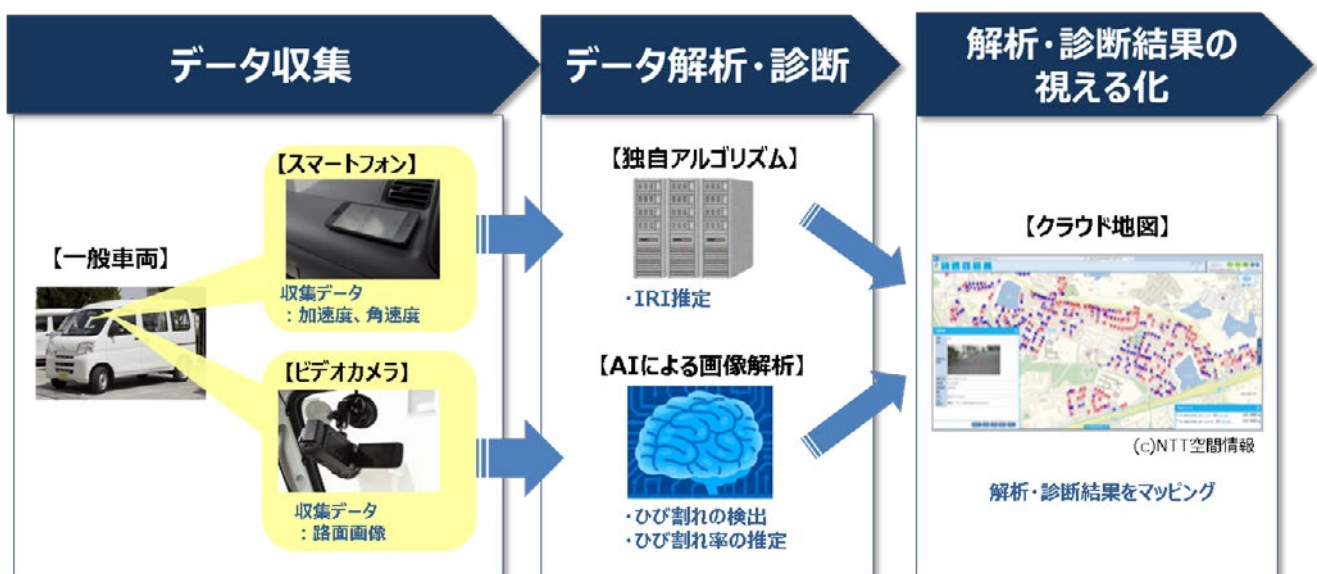 データ収集
データ解析・診断
解析・診断結果の
視える化
【一般車両】
【スマートフォン】
収集データ
：加速度、角速度
【ビデオカメラ】
収集データ
：路面画像
【独自アルゴリズム】
・IRI推定
【AIによる画像解析】
・ひび割れの検出
・ひび割れ率の推定
【クラウド地図】
(c)NTT空間情報
解析・診断結果をマッピング